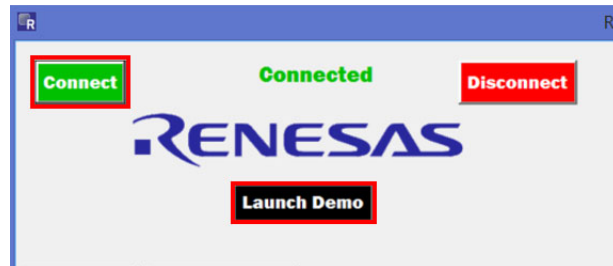 R
R
Connect
Connected
Disconnect
RENESAS
Launch Demo